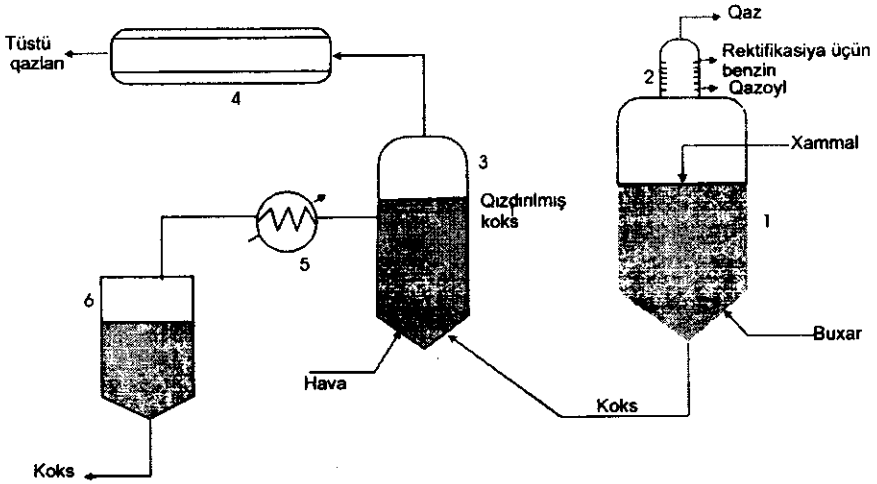 Qaz
Tüstü
qazları
Rektifikasiya üçün
benzin
2
Qazoyl
4
3
Xammal
Qızdırılmış
koks
1
5
6
Buxar
Hava
Koks
Koks